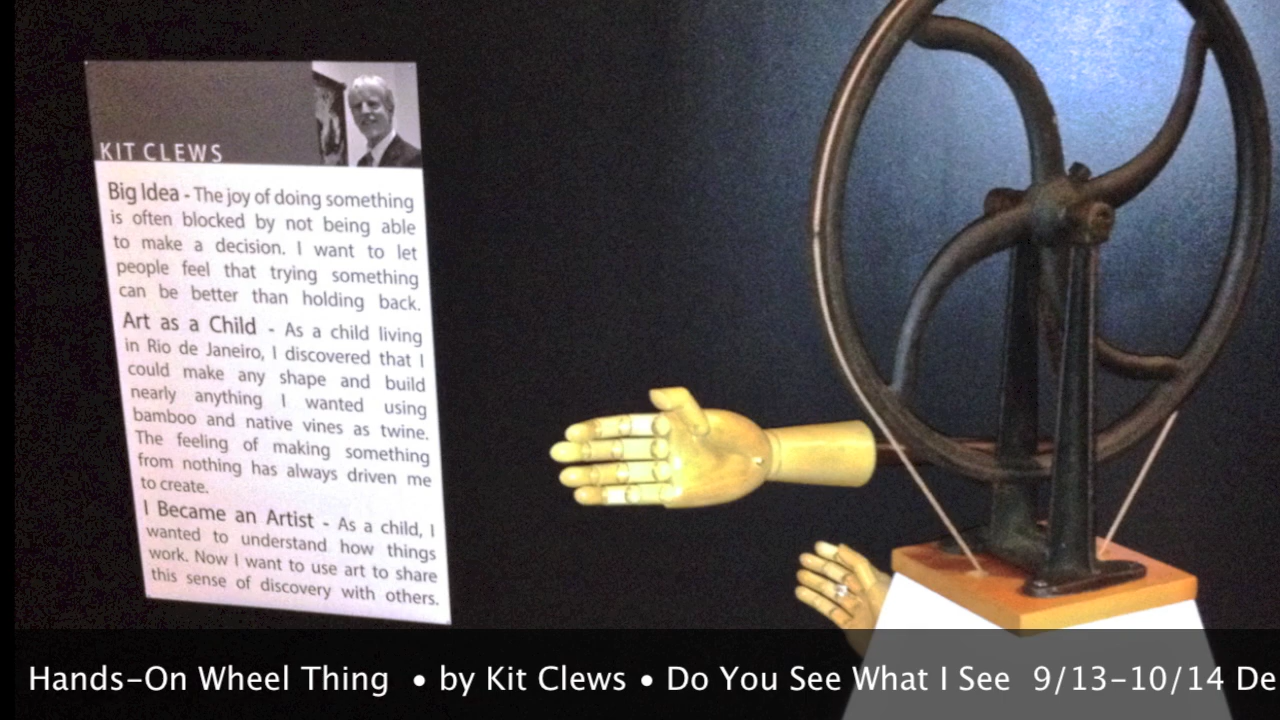 KIT CLEWS
Big Idea - The joy of doing something
is often blocked by not being able
to make a decision. I want to let
people feel that trying something
can be better than holding back.
Art as a Child - As a child living
in Rio de Janeiro, I discovered that I
could make any shape and build
nearly anything I wanted using
bamboo and native vines as twine.
The feeling of making something
from nothing has always driven me
to create.
I Became an Artist - As a child, I
wanted to understand how things
work. Now I want to use art to share
this sense of discovery with others.
Hands-On Wheel Thing • by Kit Clews • Do You See What I See 9/13-10/14 De